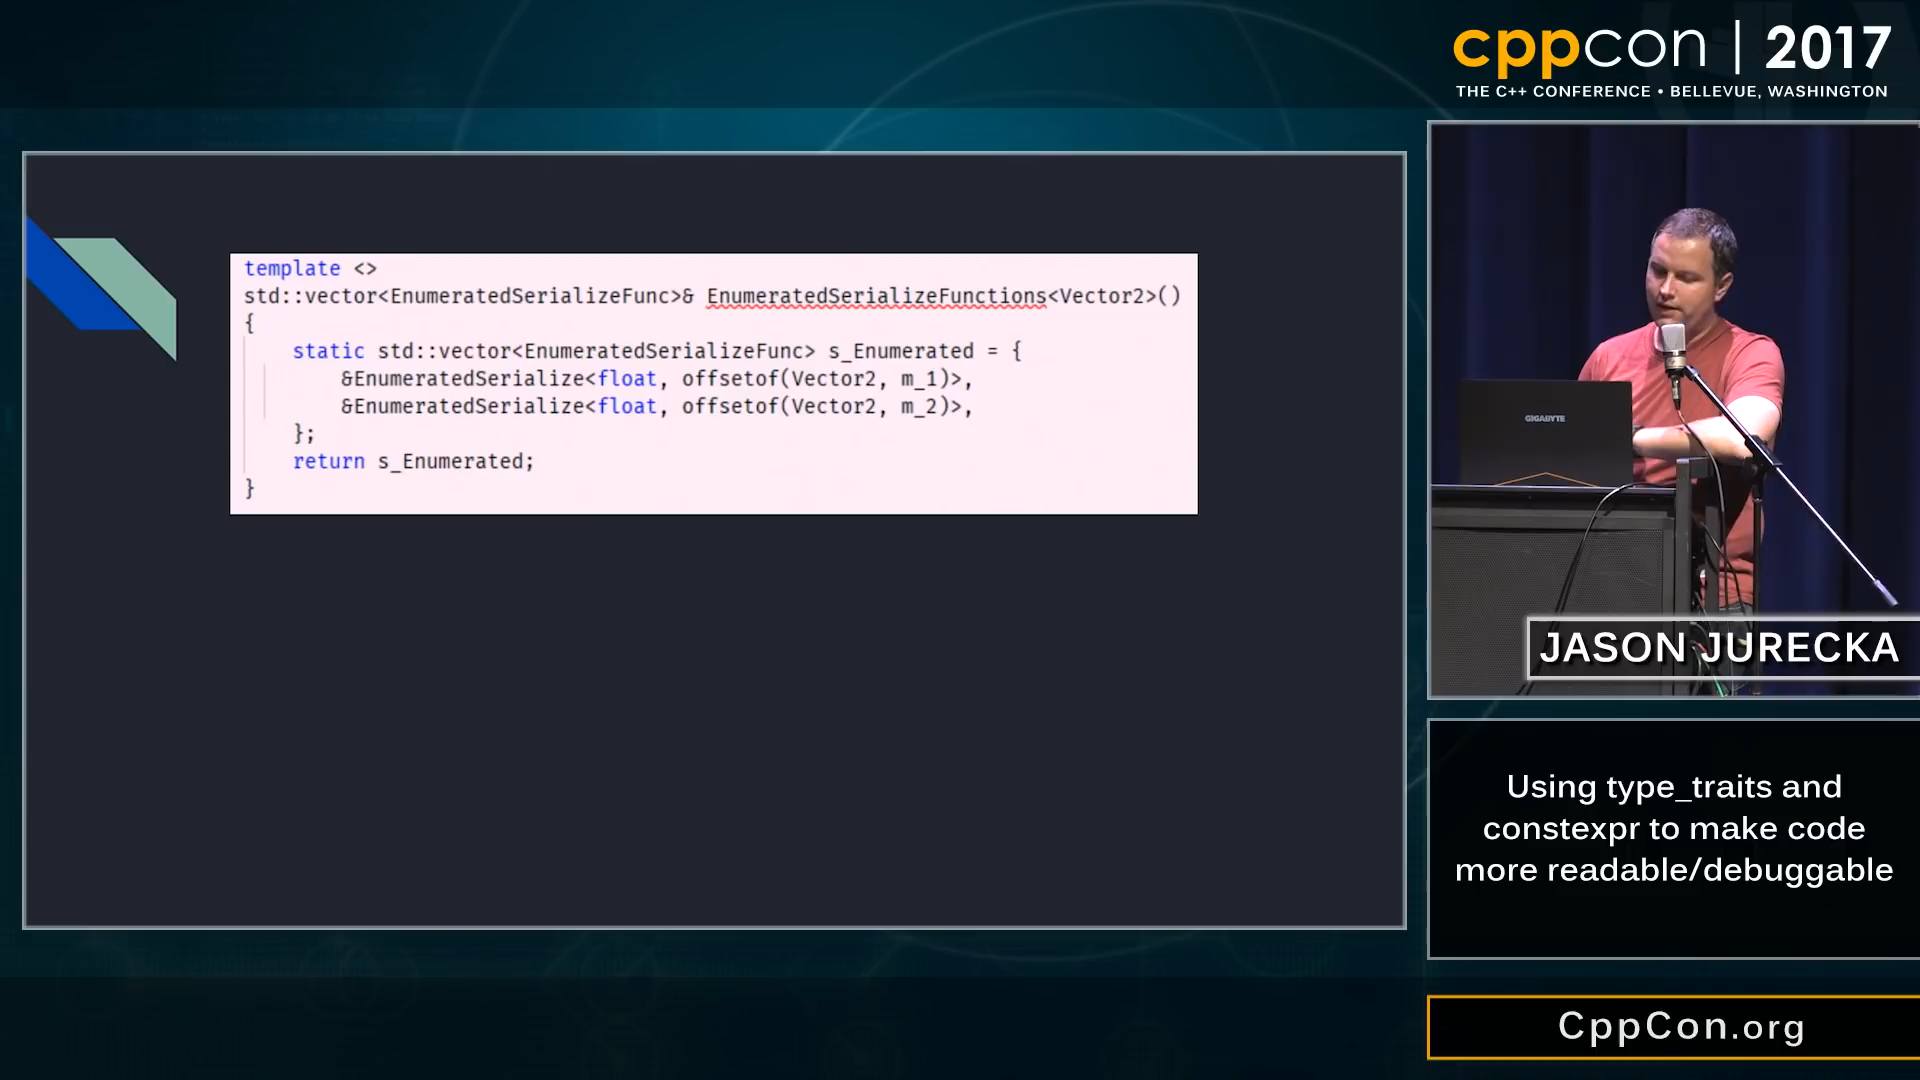 cppcon | 2017
THE C++ CONFERENCE • BELLEVUE, WASHINGTON
template <>
std::vector<EnumeratedSerializeFunc>& EnumeratedSerializeFunctions<Vector2>()
{
    static std::vector<EnumeratedSerializeFunc> s_Enumerated = {
        &EnumeratedSerialize<float, offsetof(Vector2, m_1)>,
        &EnumeratedSerialize<float, offsetof(Vector2, m_2)>,
    };
    return s_Enumerated;
}
GIGABYTE
JASON JURECKA
Using type_traits and
constexpr to make code
more readable/debuggable
CppCon.org